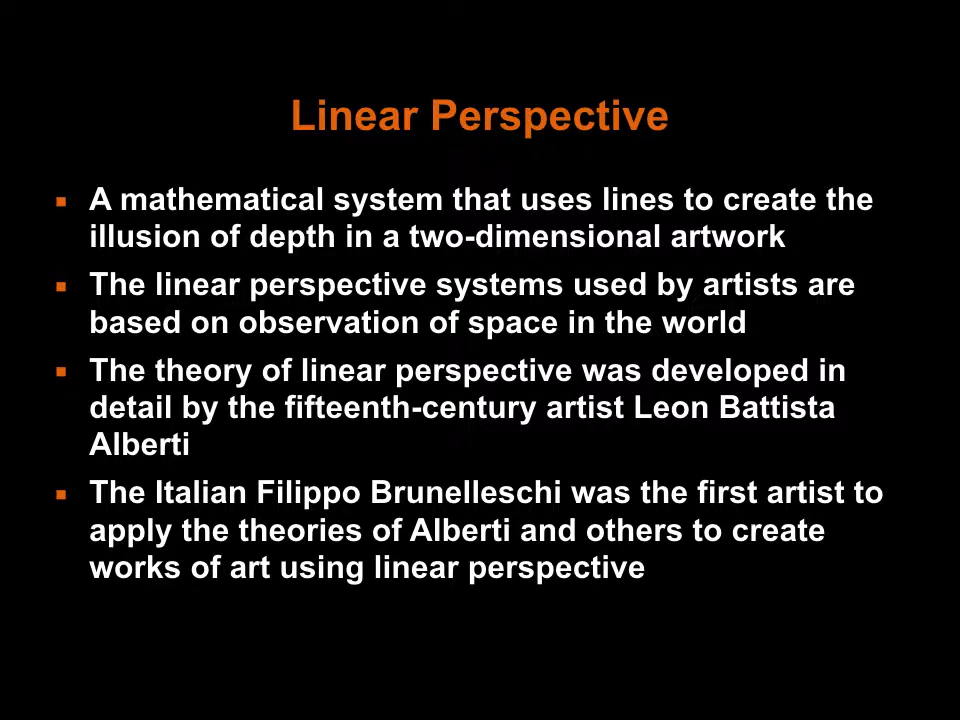 Linear Perspective
▪ A mathematical system that uses lines to create the
illusion of depth in a two-dimensional artwork
▪ The linear perspective systems used by artists are
based on observation of space in the world
▪ The theory of linear perspective was developed in
detail by the fifteenth-century artist Leon Battista
Alberti
▪ The Italian Filippo Brunelleschi was the first artist to
apply the theories of Alberti and others to create
works of art using linear perspective